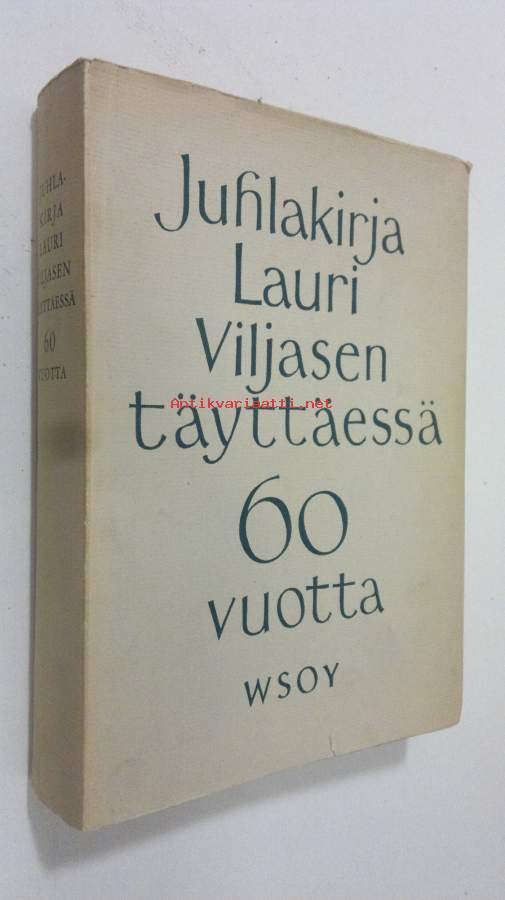 Juhlakirja
Lauri
Viljasen
täyttäessä
60
vuotta
WSOY
JUHLA-
KIRJA
LAURI
VILJASEN
TÄYTTÄESSÄ
60
VUOTTA
Antikvariaatti.net